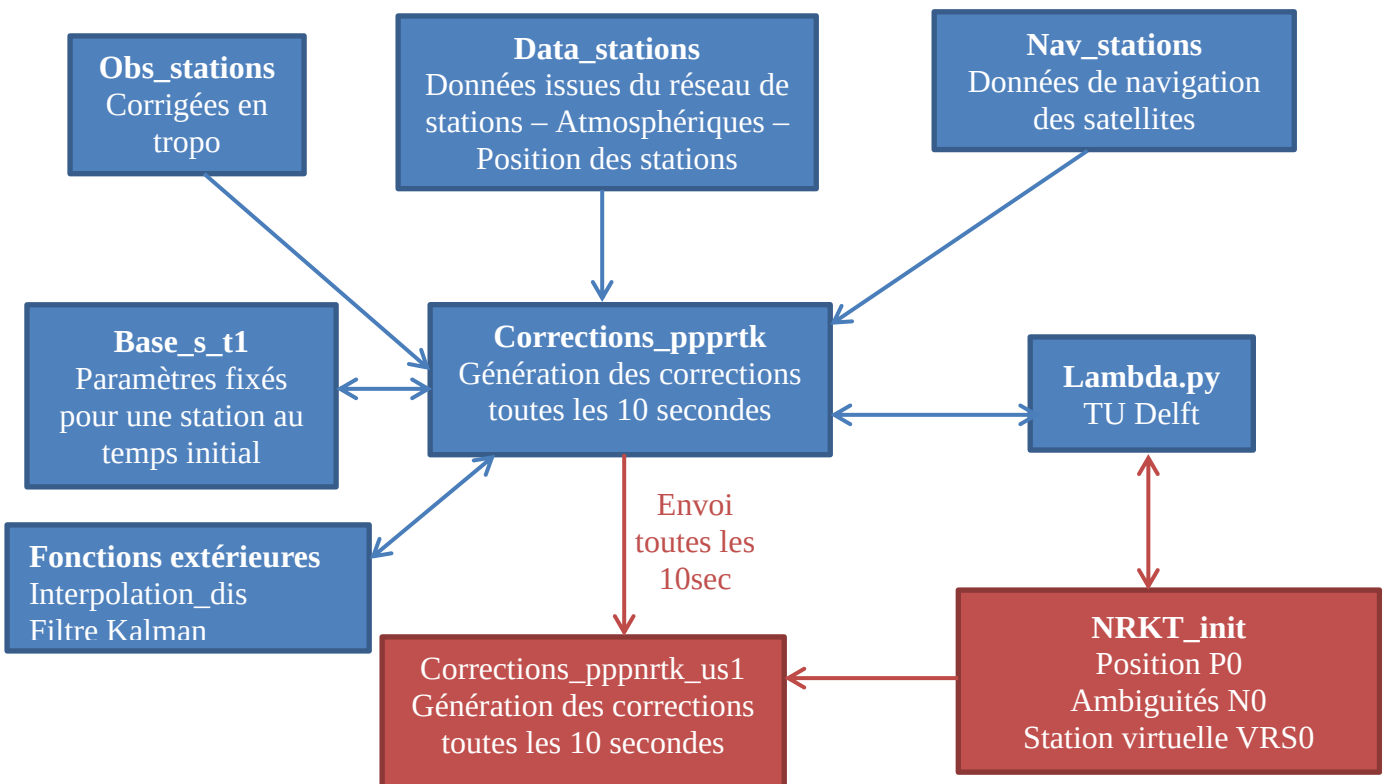 Obs_stations
Corrigées en
tropo
Data_stations
Données issues du réseau de
stations – Atmosphériques –
Position des stations
Nav_stations
Données de navigation
des satellites
Base_s_t1
Paramètres fixés
pour une station au
temps initial
Corrections_ppprtk
Génération des corrections
toutes les 10 secondes
Lambda.py
TU Delft
Fonctions extérieures
Interpolation_dis
Filtre Kalman
Envoi
toutes les
10sec
Corrections_pppnrtk_us1
Génération des corrections
toutes les 10 secondes
NRKT_init
Position P0
Ambiguités N0
Station virtuelle VRS0